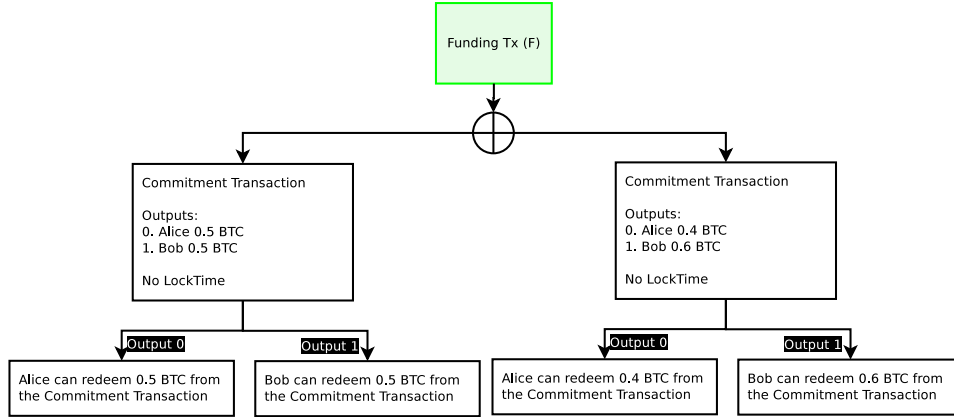 Funding Tx (F)
Commitment Transaction
Outputs:
0. Alice 0.5 BTC
1. Bob 0.5 BTC
No LockTime
Commitment Transaction
Outputs:
0. Alice 0.4 BTC
1. Bob 0.6 BTC
No LockTime
Output 0
Output 1
Output 0
Output 1
Alice can redeem 0.5 BTC from
the Commitment Transaction
Bob can redeem 0.5 BTC from
the Commitment Transaction
Alice can redeem 0.4 BTC from
the Commitment Transaction
Bob can redeem 0.6 BTC from
the Commitment Transaction